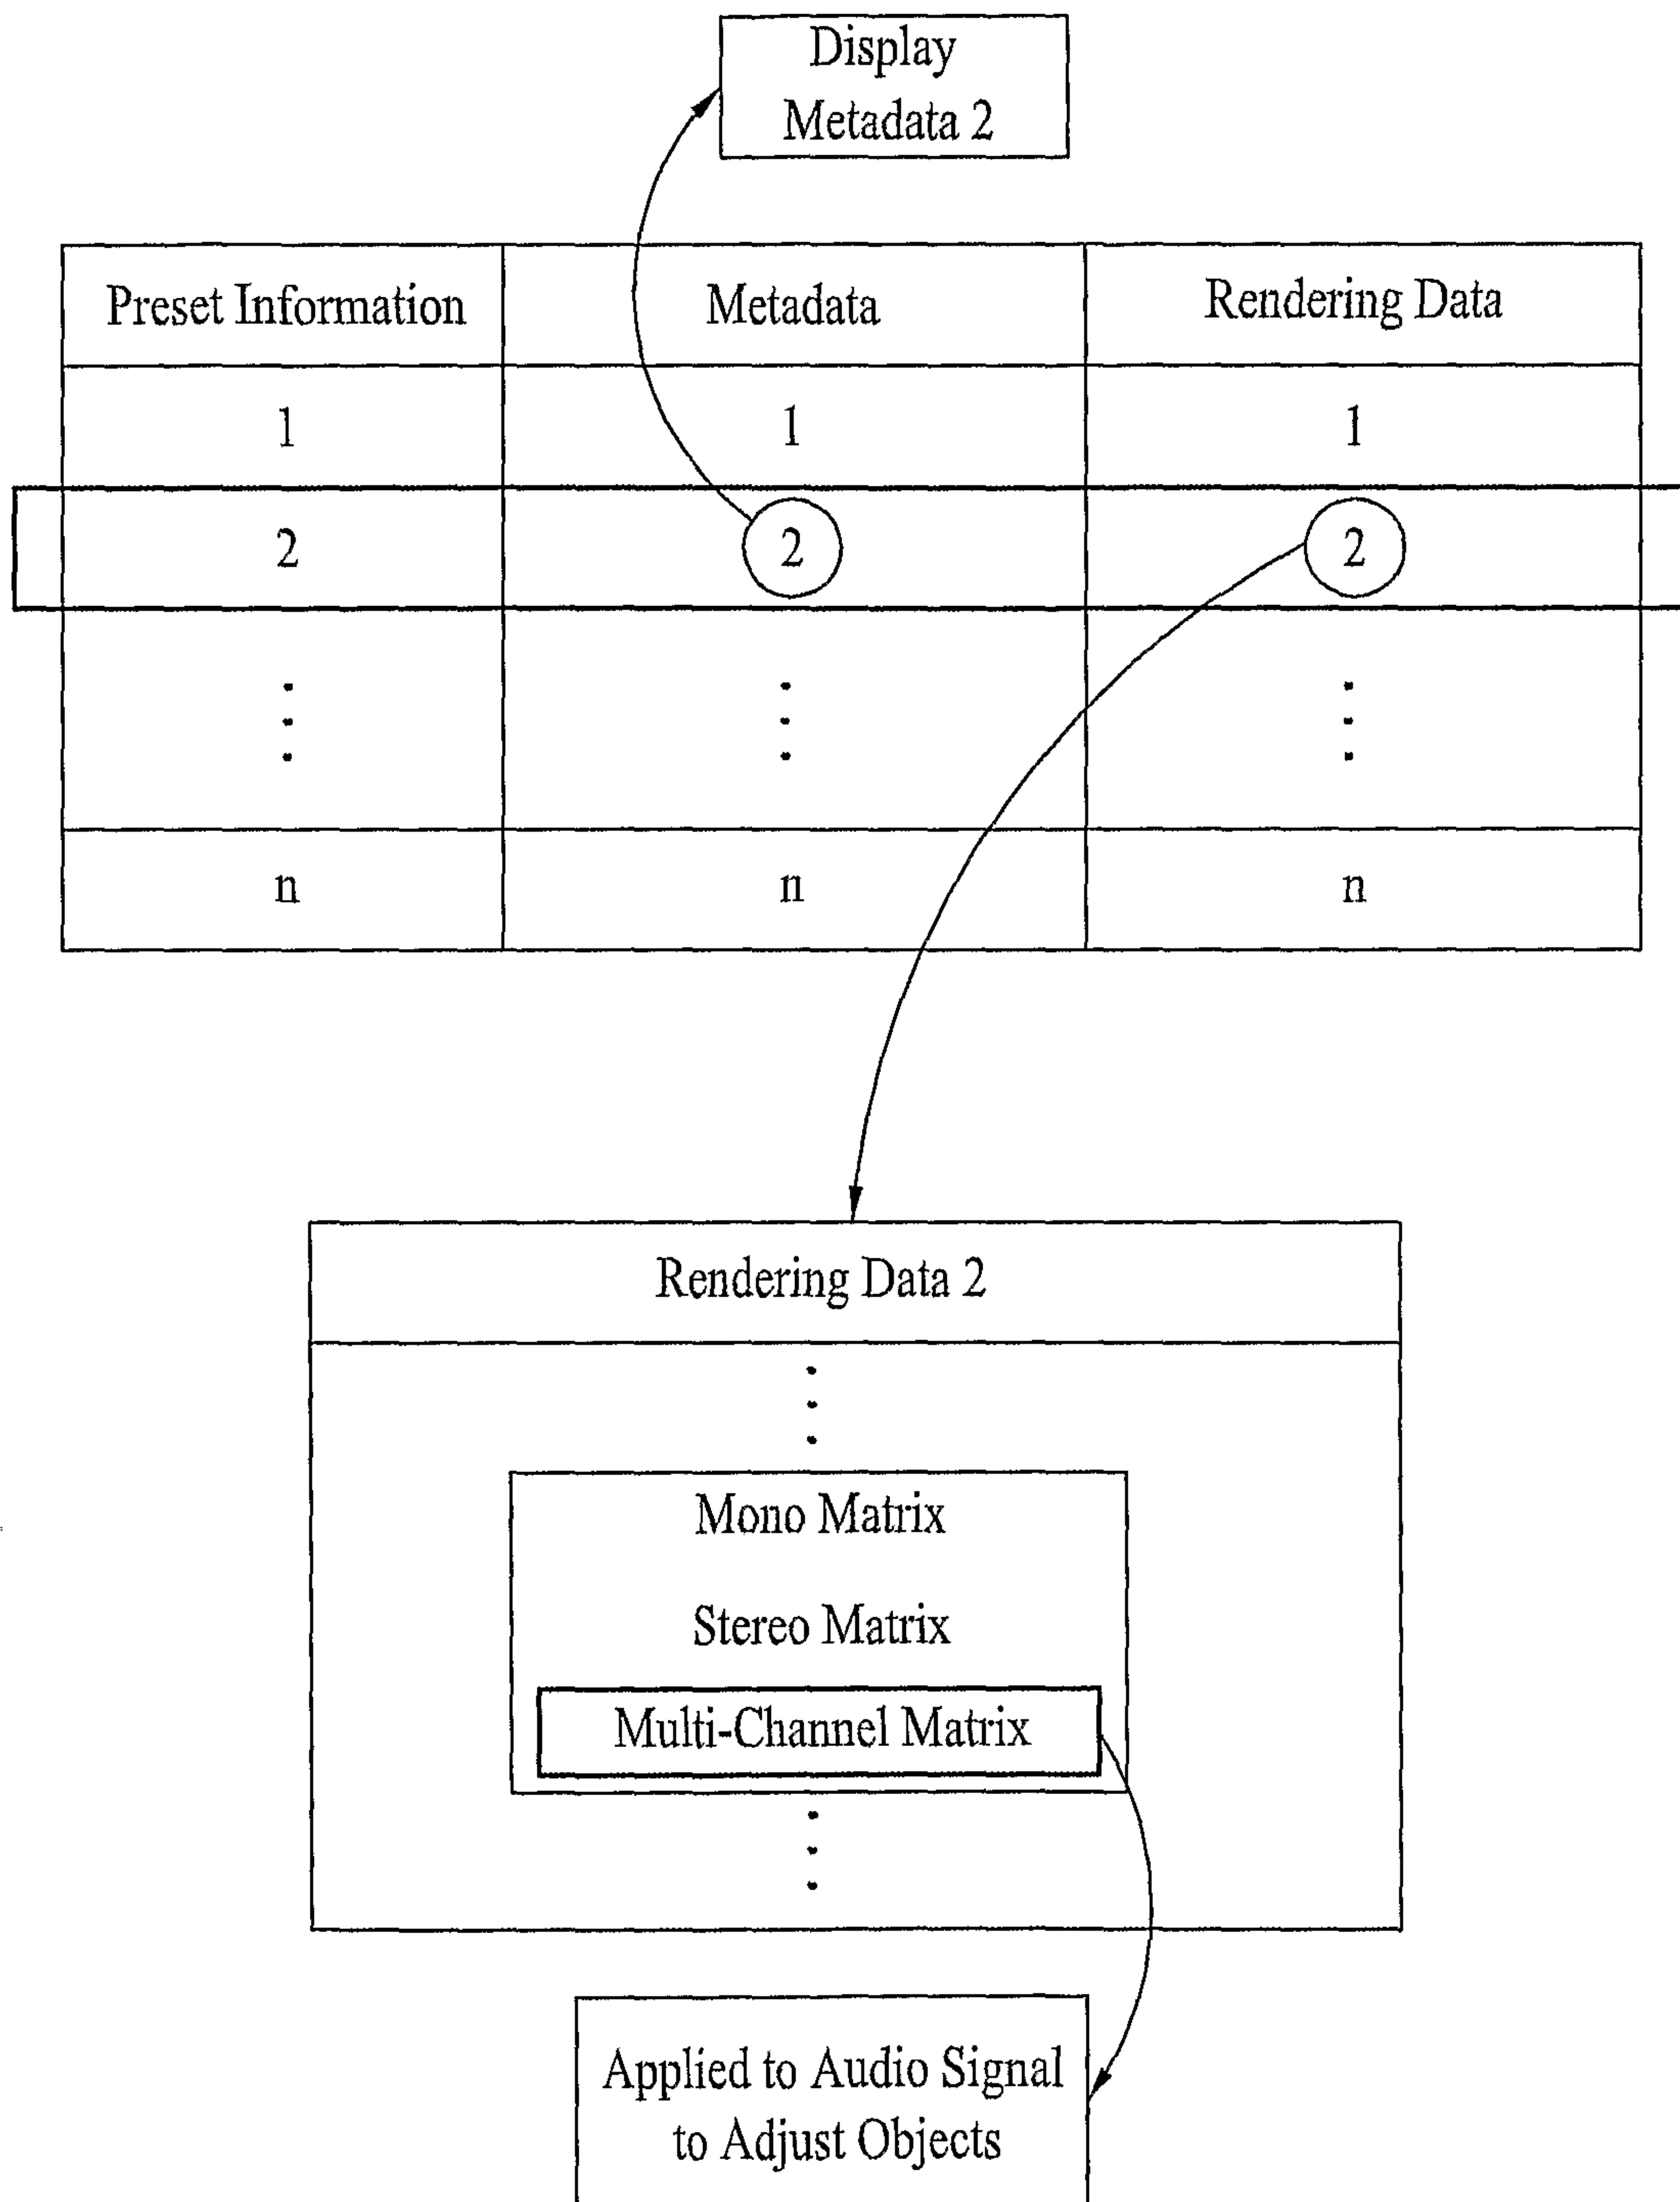 Display
Metadata 2
Preset Information Metadata Rendering Data
1 1 1
2 2 2
n n n
Rendering Data 2
Mono Matrix
Stereo Matrix
Multi-Channel Matrix
Applied to Audio Signal
to Adjust Objects